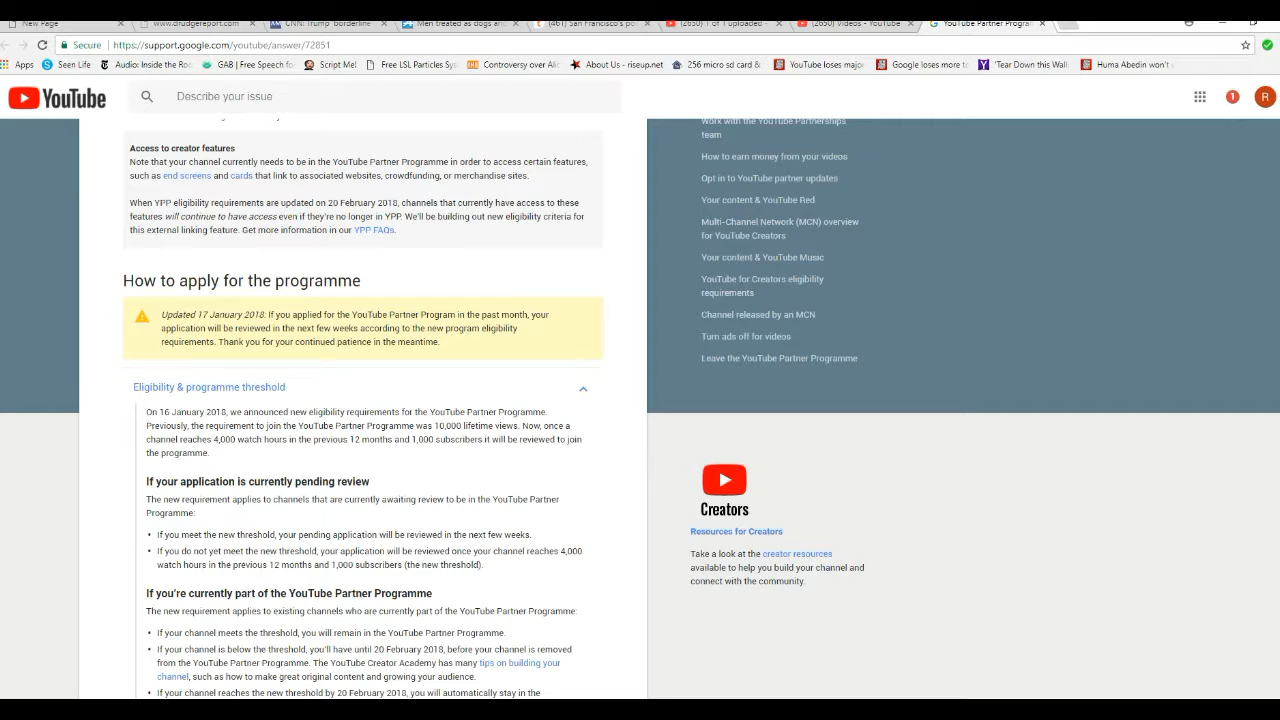 New Page
www.drudgereport.com
CNN: Trump 'borderline
Men treated as dogs and
(461) San Francisco's po
(2650) 1 of 1 uploaded -
(2650) Videos - YouTube
YouTube Partner Program
Secure
https://support.google.com/youtube/answer/72851
Apps
Seen Life
Audio: Inside the Roo
GAB | Free Speech fo
Script Me!
Free LSL Particles Sys
Controversy over Ali
About Us - riseup.net
256 micro sd card &
YouTube loses major
Google loses more to
'Tear Down this Wall
Huma Abedin won't v
YouTube
Describe your issue
1
R
Access to creator features
Note that your channel currently needs to be in the YouTube Partner Programme in order to access certain features,
such as end screens and cards that link to associated websites, crowdfunding, or merchandise sites.
When YPP eligibility requirements are updated on 20 February 2018, channels that currently have access to these
features will continue to have access even if they're no longer in YPP. We'll be building out new eligibility criteria for
this external linking feature. Get more information in our YPP FAQs.
How to apply for the programme
Updated 17 January 2018: If you applied for the YouTube Partner Program in the past month, your
application will be reviewed in the next few weeks according to the new program eligibility
requirements. Thank you for your continued patience in the meantime.
Eligibility & programme threshold
On 16 January 2018, we announced new eligibility requirements for the YouTube Partner Programme.
Previously, the requirement to join the YouTube Partner Programme was 10,000 lifetime views. Now, once a
channel reaches 4,000 watch hours in the previous 12 months and 1,000 subscribers it will be reviewed to join
the programme.
If your application is currently pending review
The new requirement applies to channels that are currently awaiting review to be in the YouTube Partner
Programme:
• If you meet the new threshold, your pending application will be reviewed in the next few weeks.
• If you do not yet meet the new threshold, your application will be reviewed once your channel reaches 4,000
watch hours in the previous 12 months and 1,000 subscribers (the new threshold).
If you're currently part of the YouTube Partner Programme
The new requirement applies to existing channels who are currently part of the YouTube Partner Programme:
• If your channel meets the threshold, you will remain in the YouTube Partner Programme.
• If your channel is below the threshold, you'll have until 20 February 2018, before your channel is removed
from the YouTube Partner Programme. The YouTube Creator Academy has many tips on building your
channel, such as how to make great original content and growing your audience.
• If your channel reaches the new threshold by 20 February 2018, you will automatically stay in the
Work with the YouTube Partnerships
team
How to earn money from your videos
Opt in to YouTube partner updates
Your content & YouTube Red
Multi-Channel Network (MCN) overview
for YouTube Creators
Your content & YouTube Music
YouTube for Creators eligibility
requirements
Channel released by an MCN
Turn ads off for videos
Leave the YouTube Partner Programme
Creators
Resources for Creators
Take a look at the creator resources
available to help you build your channel and
connect with the community.